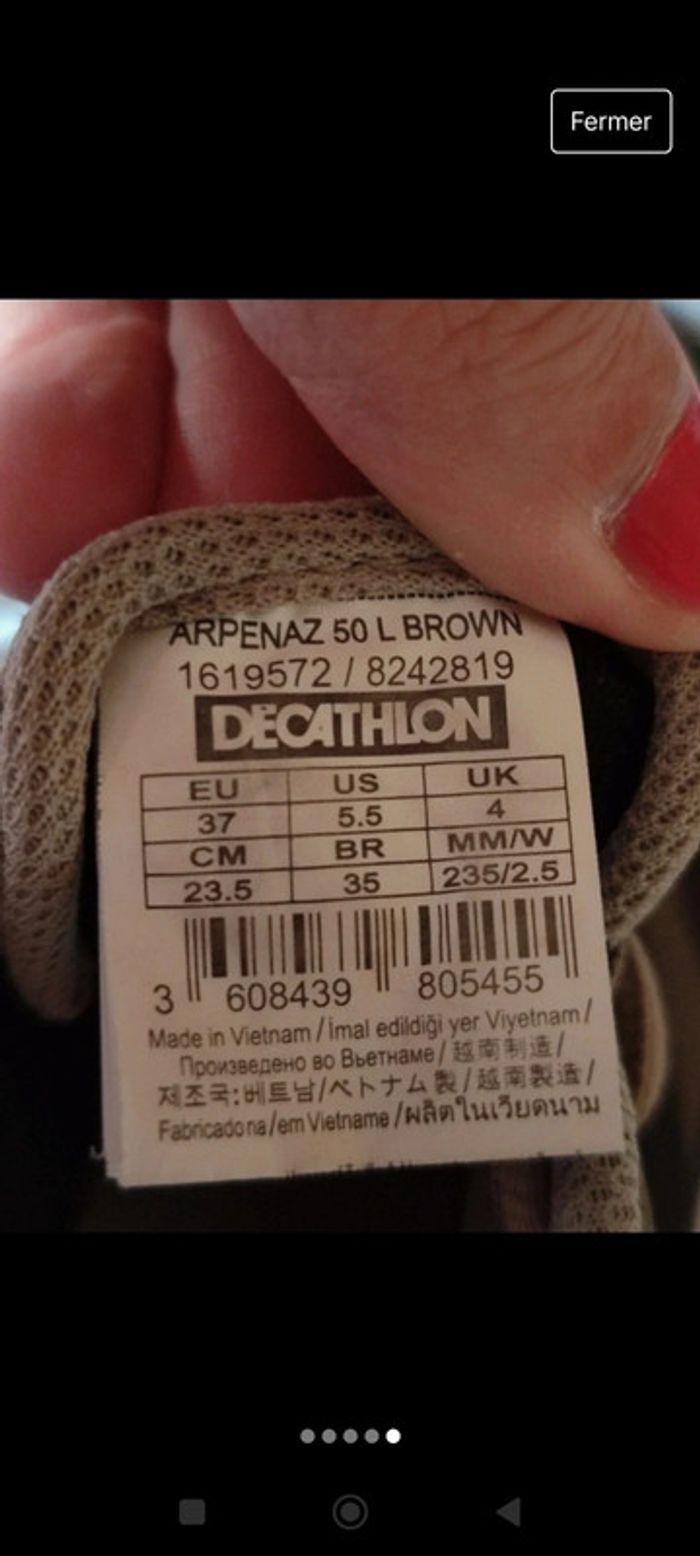 Fermer
ARPENAZ 50 L BROWN
1619572 / 8242819
DECATHLON
EU US UK
37 5.5 4
CM BR MM/W
23.5 35 235/2.5
3 608439 805455
Made in Vietnam / İmal edildiği yer Viyetnam /
Произведено во Вьетнаме / 越南制造 /
제조국:베트남/ベトナム製/越南製造/
Fabricado na/em Vietname /ผลิตในเวียดนาม